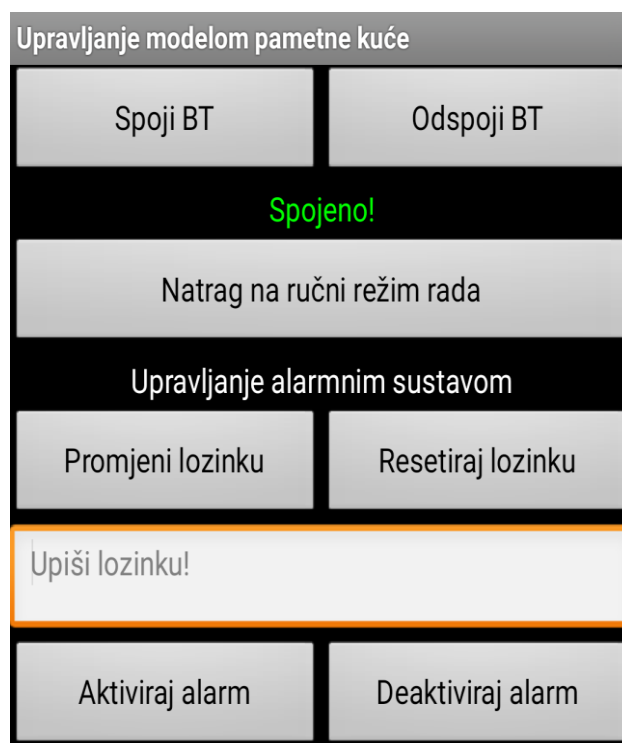 Upravljanje modelom pametne kuće
Spoji BT
Odspoji BT
Spojeno!
Natrag na ručni režim rada
Upravljanje alarmnim sustavom
Promjeni lozinku
Resetiraj lozinku
Upiši lozinku!
Aktiviraj alarm
Deaktiviraj alarm